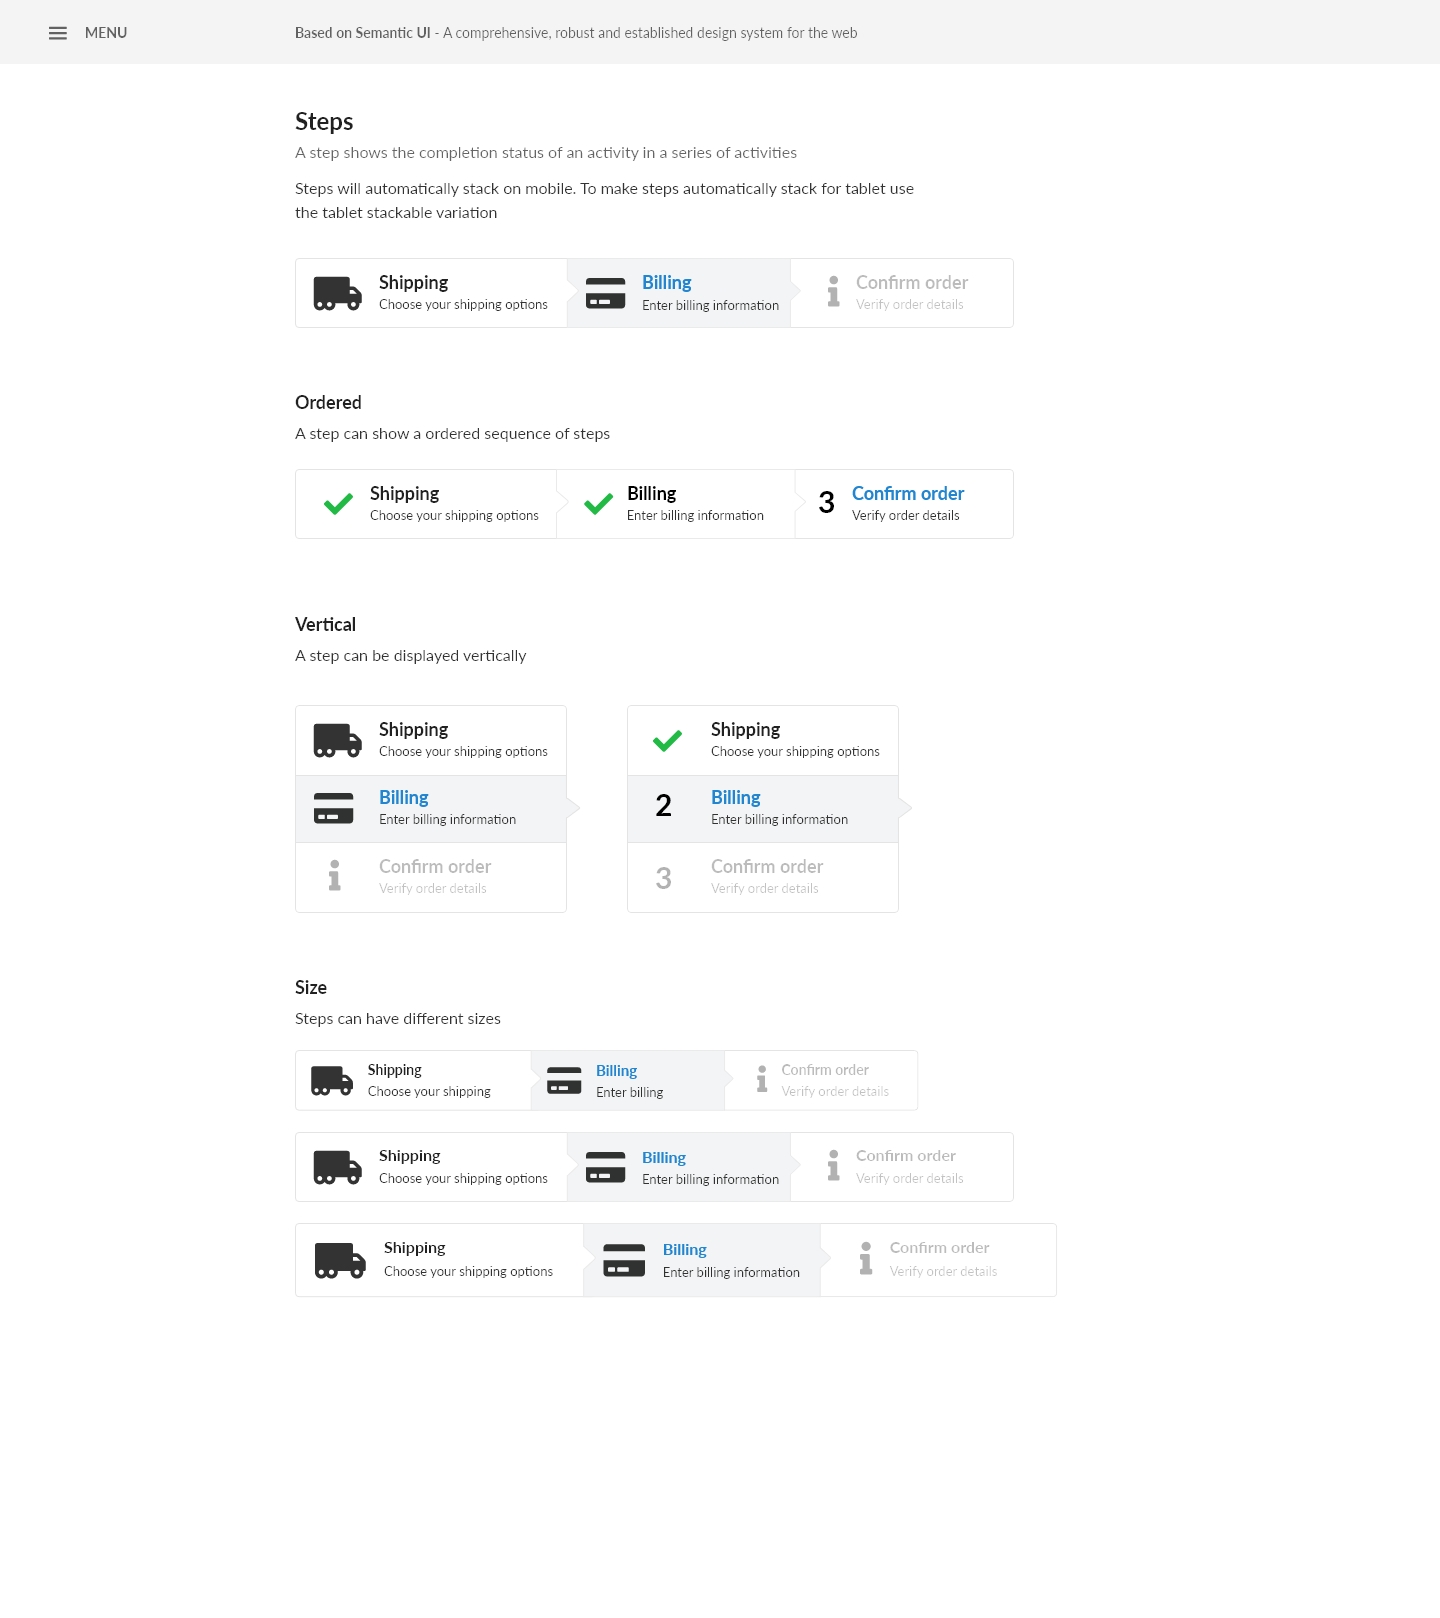 MENU
Based on Semantic UI - A comprehensive, robust and established design system for the web
Steps
A step shows the completion status of an activity in a series of activities
Steps will automatically stack on mobile. To make steps automatically stack for tablet use
the tablet stackable variation
Shipping
Choose your shipping options
Billing
Enter billing information
Confirm order
Verify order details
Ordered
A step can show a ordered sequence of steps
Shipping
Choose your shipping options
Billing
Enter billing information
3
Confirm order
Verify order details
Vertical
A step can be displayed vertically
Shipping
Choose your shipping options
Billing
Enter billing information
Confirm order
Verify order details
Shipping
Choose your shipping options
2
Billing
Enter billing information
3
Confirm order
Verify order details
Size
Steps can have different sizes
Shipping
Choose your shipping
Billing
Enter billing
Confirm order
Verify order details
Shipping
Choose your shipping options
Billing
Enter billing information
Confirm order
Verify order details
Shipping
Choose your shipping options
Billing
Enter billing information
Confirm order
Verify order details